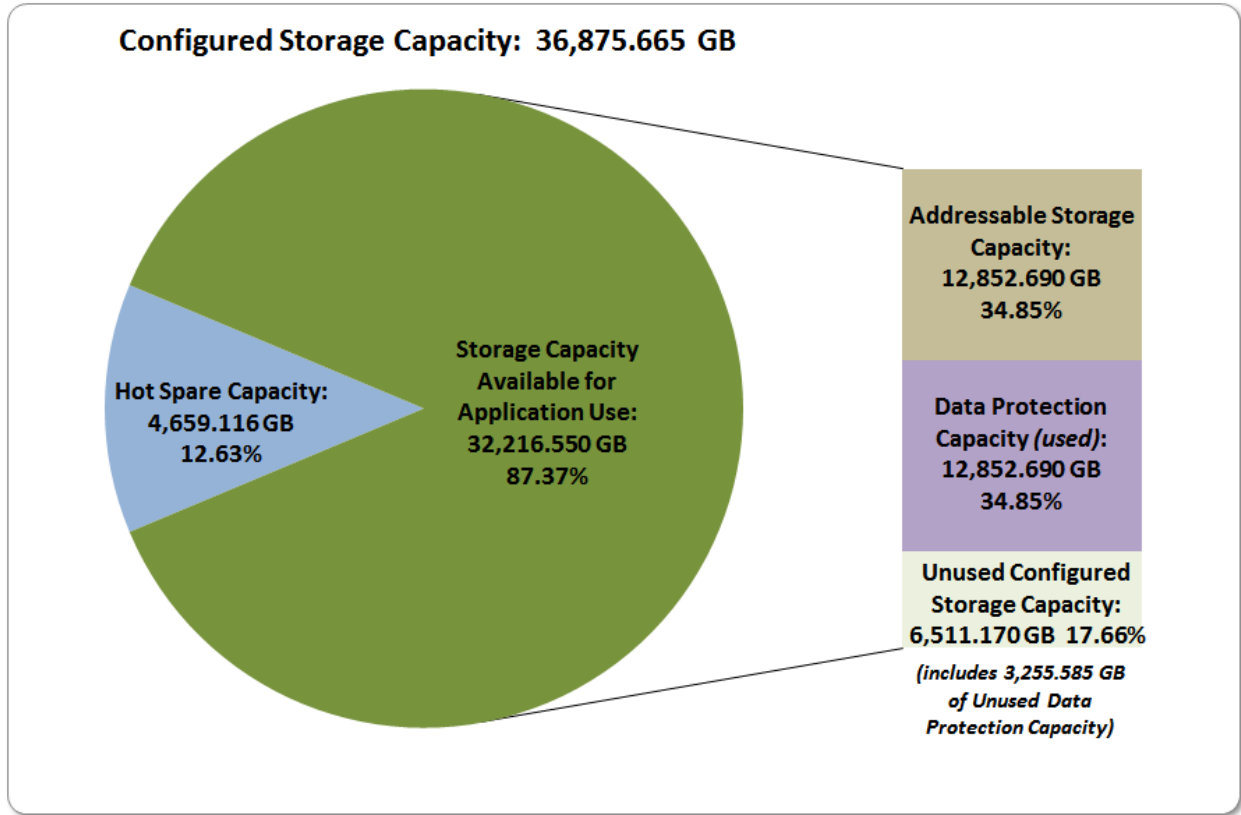 Configured Storage Capacity: 36,875.665 GB
Hot Spare Capacity:
4,659.116 GB
12.63%
Storage Capacity
Available for
Application Use:
32,216.550 GB
87.37%
Addressable Storage
Capacity:
12,852.690 GB
34.85%
Data Protection
Capacity (used):
12,852.690 GB
34.85%
Unused Configured
Storage Capacity:
6,511.170 GB 17.66%
(includes 3,255.585 GB
of Unused Data
Protection Capacity)